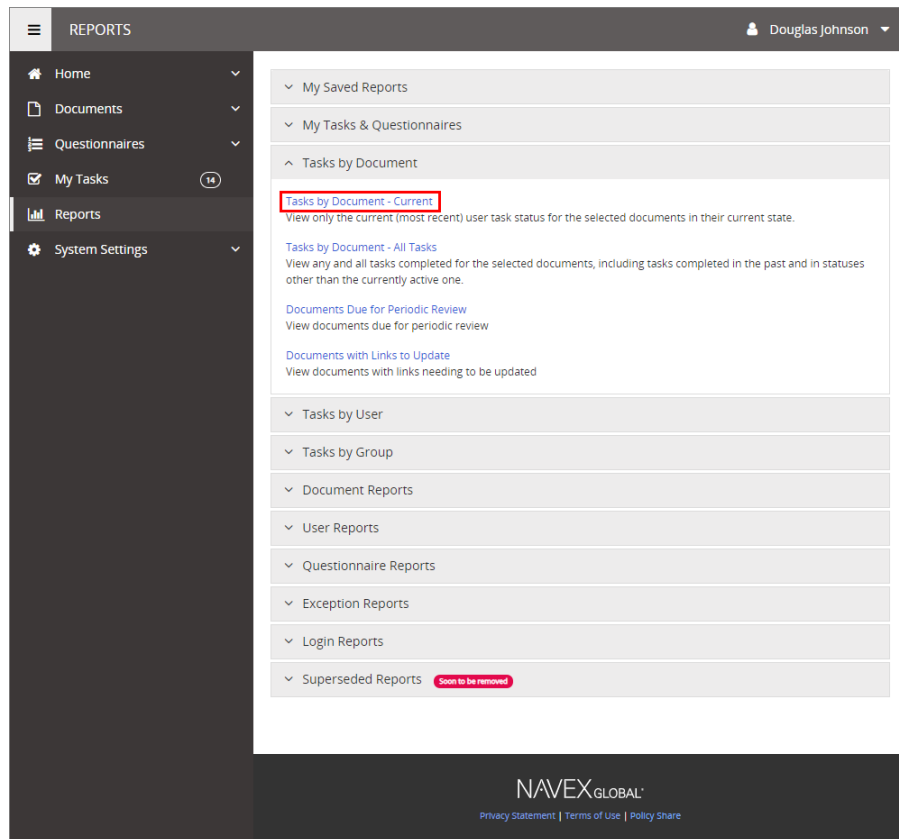 REPORTS
Douglas Johnson
Home
Documents
Questionnaires
My Tasks 14
Reports
System Settings
My Saved Reports
My Tasks & Questionnaires
Tasks by Document
Tasks by Document - Current
View only the current (most recent) user task status for the selected documents in their current state.
Tasks by Document - All Tasks
View any and all tasks completed for the selected documents, including tasks completed in the past and in statuses
other than the currently active one.
Documents Due for Periodic Review
View documents due for periodic review
Documents with Links to Update
View documents with links needing to be updated
Tasks by User
Tasks by Group
Document Reports
User Reports
Questionnaire Reports
Exception Reports
Login Reports
Superseded Reports Soon to be removed
NAVEX GLOBAL
Privacy Statement | Terms of Use | Policy Share